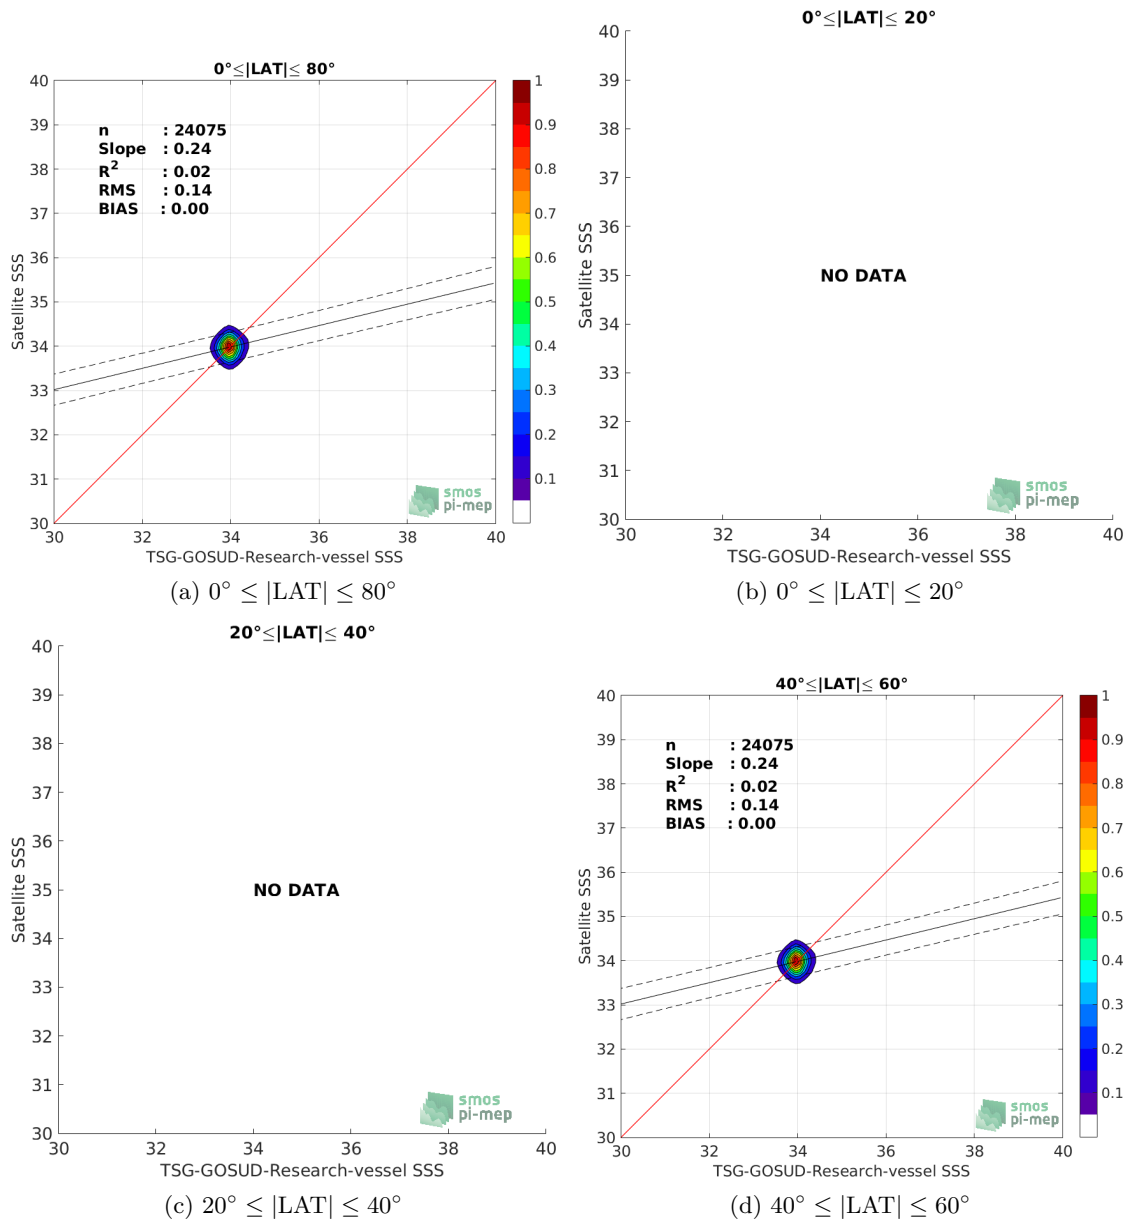 0°≤|LAT|≤ 80°
40
39
38
37
36
35
34
33
32
31
30
Satellite SSS
n : 24075
Slope : 0.24
R² : 0.02
RMS : 0.14
BIAS : 0.00
smos
pi-mep
30 32 34 36 38 40
TSG-GOSUD-Research-vessel SSS
1
0.9
0.8
0.7
0.6
0.5
0.4
0.3
0.2
0.1
(a) 0° ≤ |LAT| ≤ 80°
0°≤|LAT|≤ 20°
40
39
38
37
36
35
34
33
32
31
30
Satellite SSS
NO DATA
smos
pi-mep
30 32 34 36 38 40
TSG-GOSUD-Research-vessel SSS
(b) 0° ≤ |LAT| ≤ 20°
20°≤|LAT|≤ 40°
40
39
38
37
36
35
34
33
32
31
30
Satellite SSS
NO DATA
smos
pi-mep
30 32 34 36 38 40
TSG-GOSUD-Research-vessel SSS
(c) 20° ≤ |LAT| ≤ 40°
40°≤|LAT|≤ 60°
40
39
38
37
36
35
34
33
32
31
30
Satellite SSS
n : 24075
Slope : 0.24
R² : 0.02
RMS : 0.14
BIAS : 0.00
smos
pi-mep
30 32 34 36 38 40
TSG-GOSUD-Research-vessel SSS
1
0.9
0.8
0.7
0.6
0.5
0.4
0.3
0.2
0.1
(d) 40° ≤ |LAT| ≤ 60°